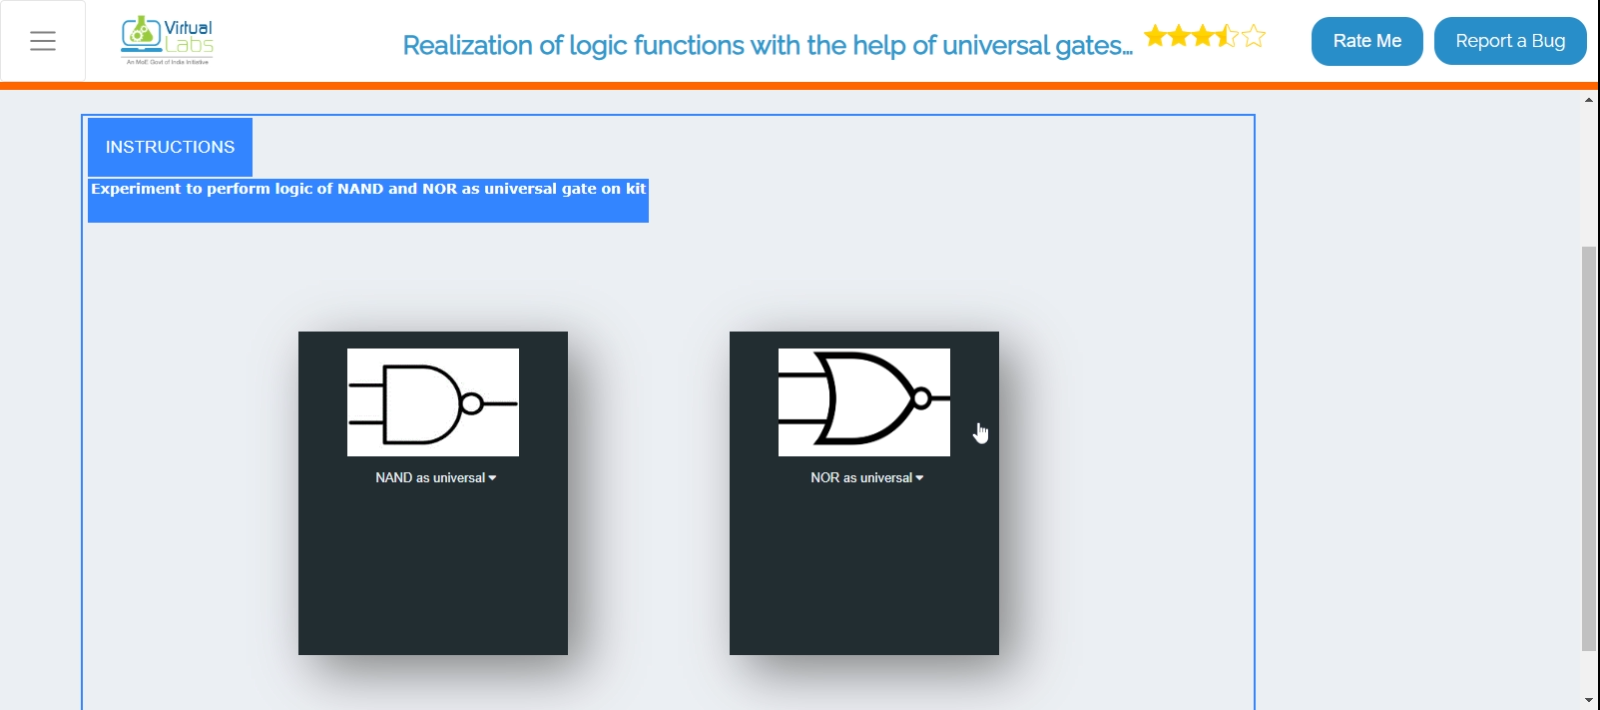 Virtual
Labs
An MoE Govt of India Initiative
Realization of logic functions with the help of universal gates...
Rate Me
Report a Bug
INSTRUCTIONS
Experiment to perform logic of NAND and NOR as universal gate on kit
NAND as universal
NOR as universal